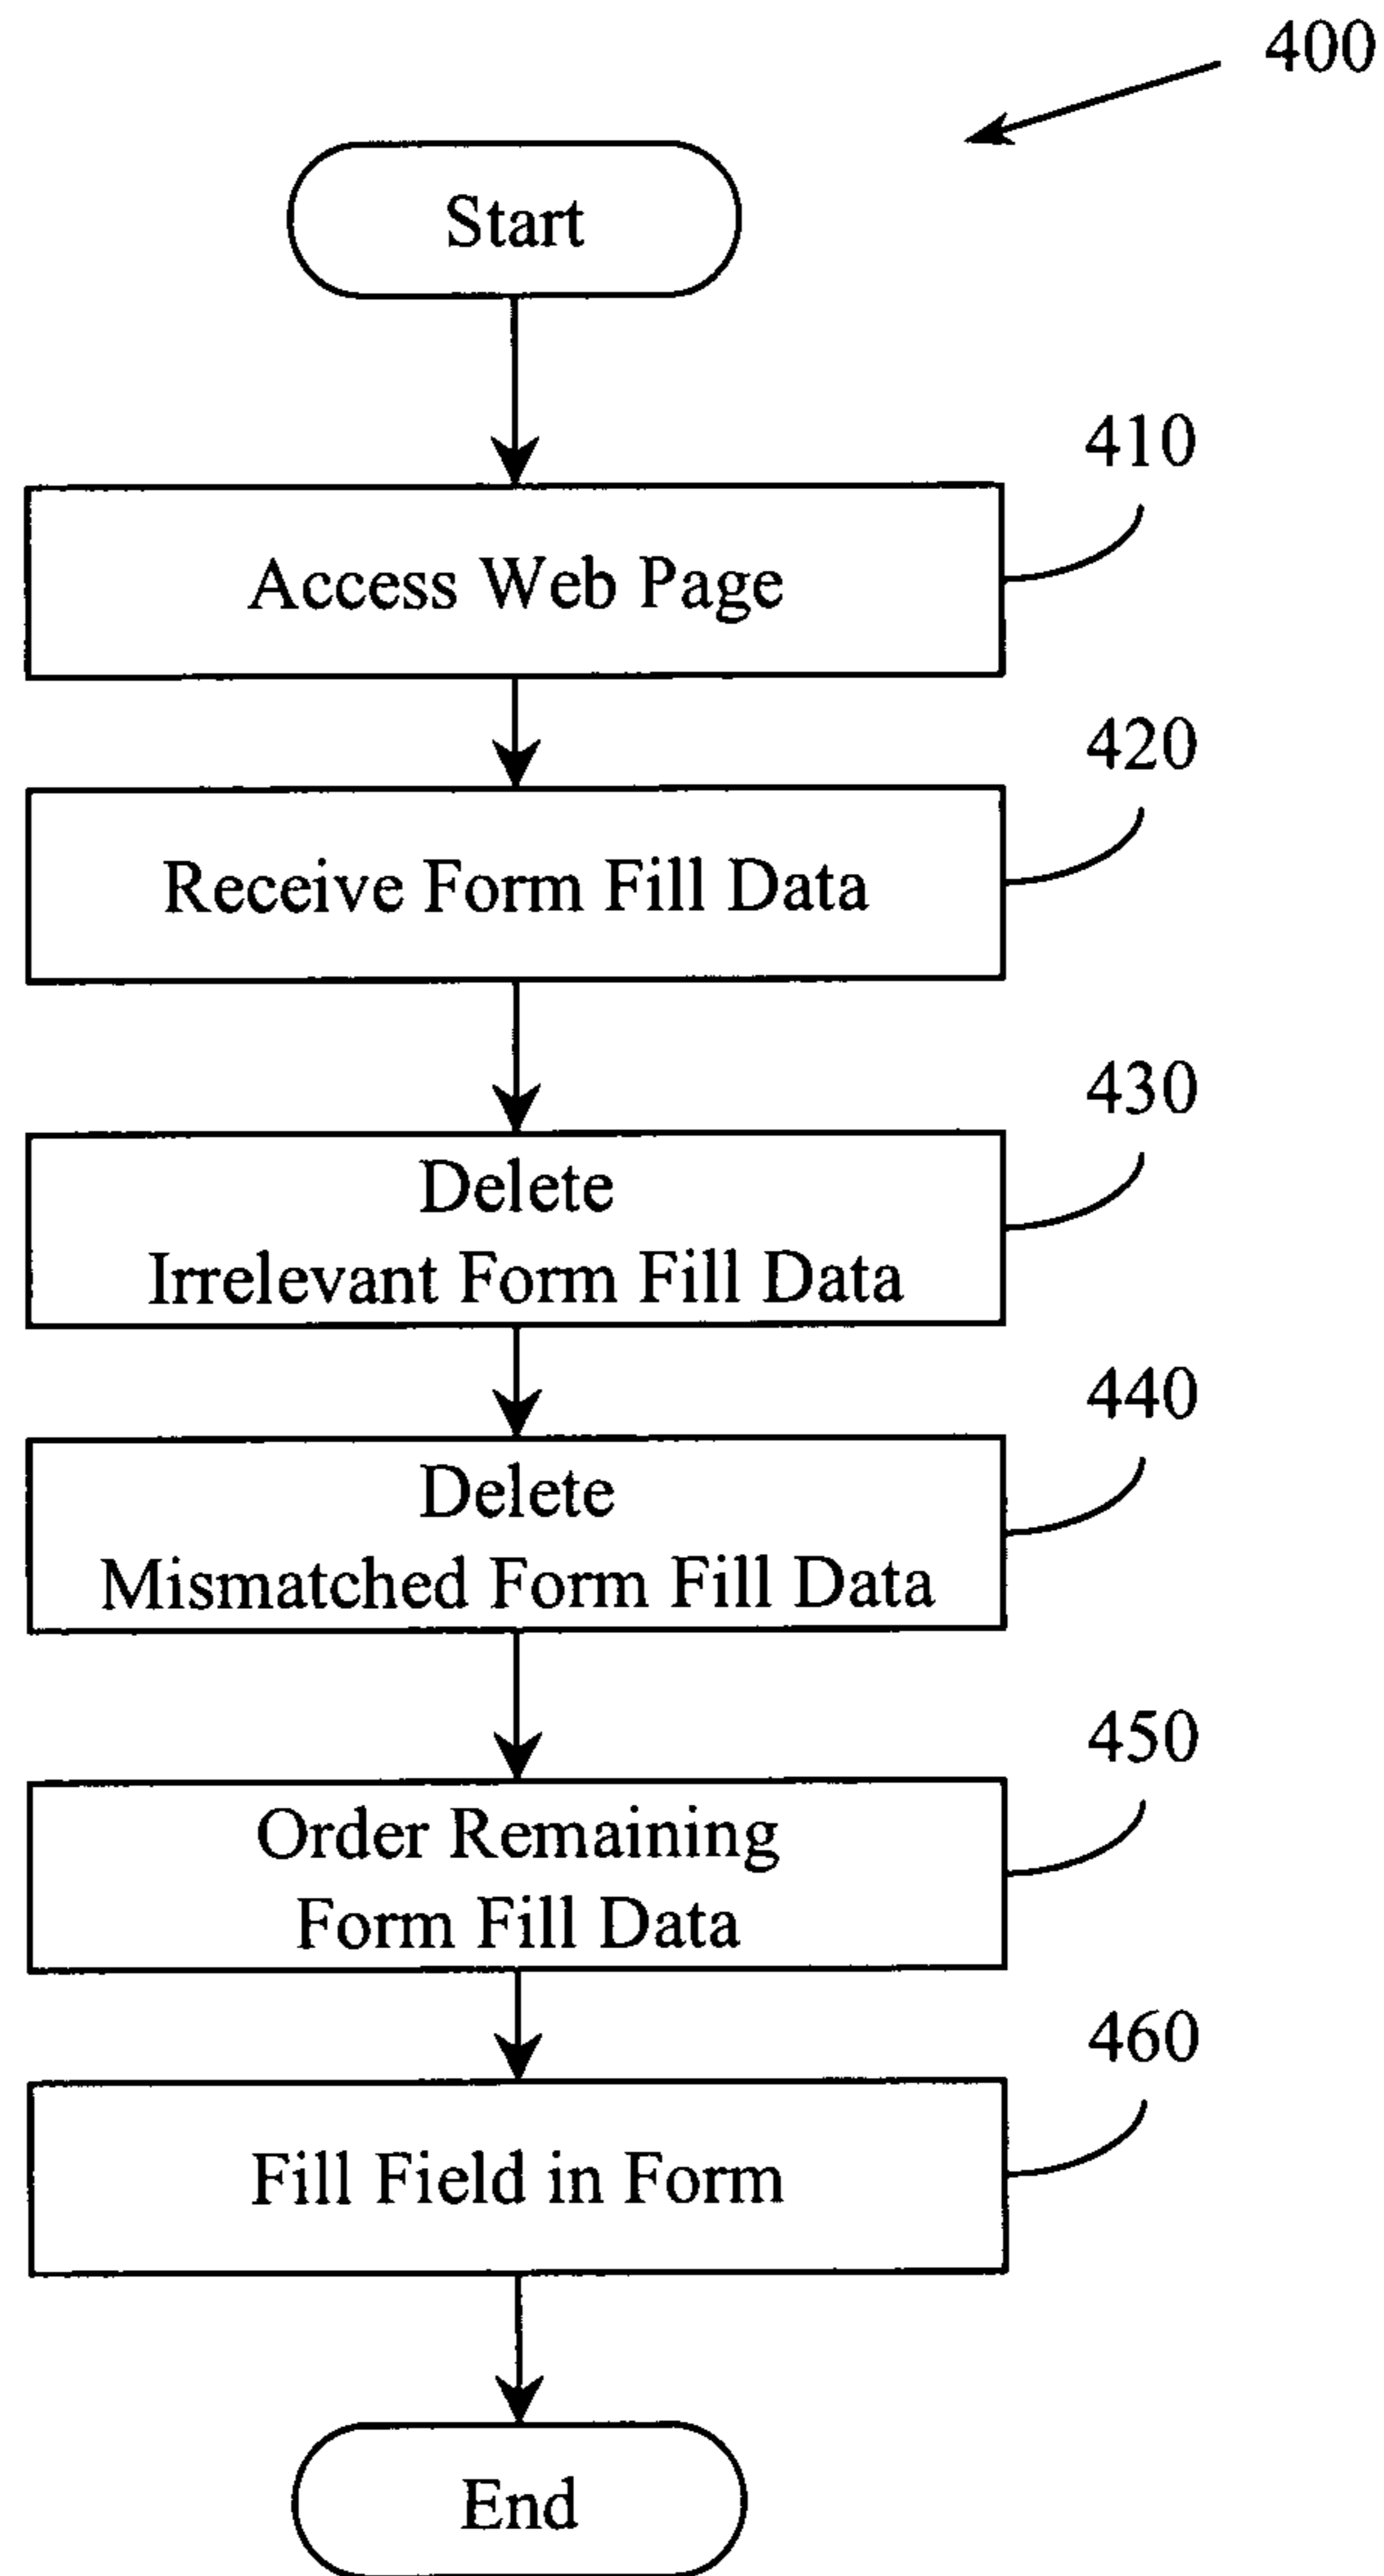 400
Start
410
Access Web Page
420
Receive Form Fill Data
430
Delete
Irrelevant Form Fill Data
440
Delete
Mismatched Form Fill Data
450
Order Remaining
Form Fill Data
460
Fill Field in Form
End